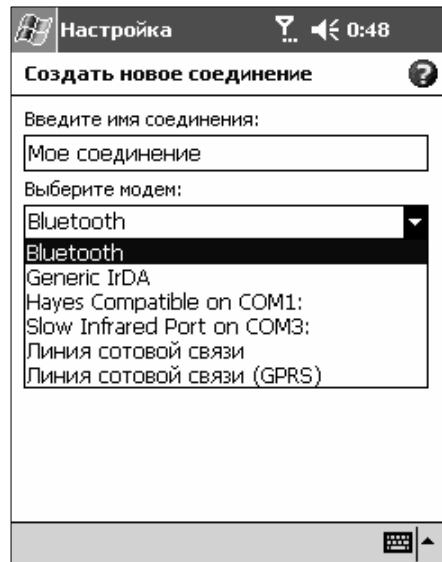 Настройка 0:48
Создать новое соединение
Введите имя соединения:
Мое соединение
Выберите модем:
Bluetooth
Bluetooth
Generic IrDA
Hayes Compatible on COM1:
Slow Infrared Port on COM3:
Линия сотовой связи
Линия сотовой связи (GPRS)